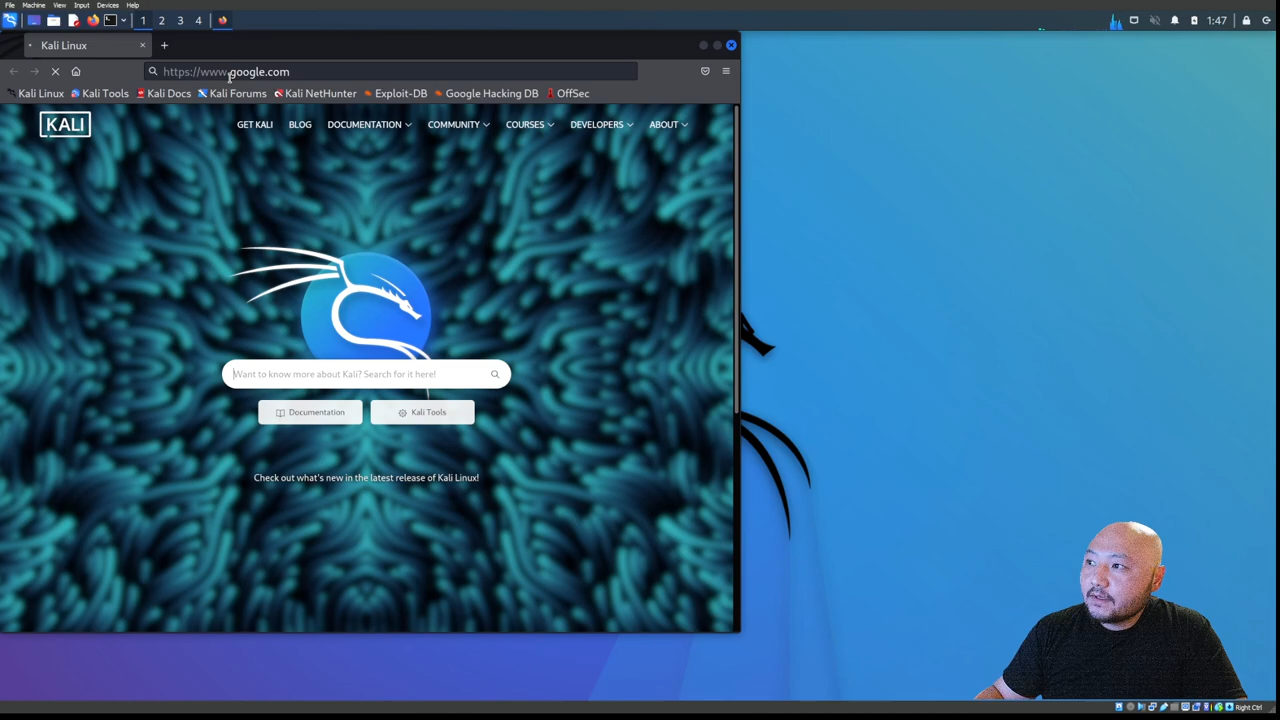 File Machine View Input Devices Help
1 2 3 4 1:47
Kali Linux
https://www.google.com
Kali Linux Kali Tools Kali Docs Kali Forums Kali NetHunter Exploit-DB Google Hacking DB OffSec
KALI GET KALI BLOG DOCUMENTATION COMMUNITY COURSES DEVELOPERS ABOUT
Want to know more about Kali? Search for it here!
Documentation Kali Tools
Check out what's new in the latest release of Kali Linux!
Right Ctrl